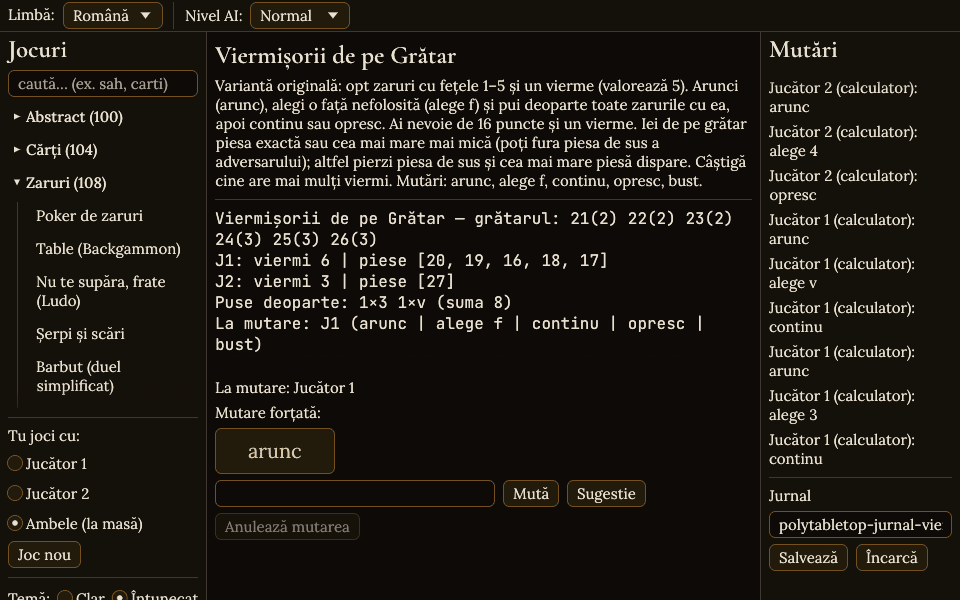 Limbă: Română Nivel AI: Normal
Jocuri
caută... (ex. sah, carti)
Abstract (100)
Cărți (104)
Zaruri (108)
Poker de zaruri
Table (Backgammon)
Nu te supăra, frate
(Ludo)
Șerpi și scări
Barbut (duel
simplificat)
Tu joci cu:
Jucător 1
Jucător 2
Ambele (la masă)
Joc nou
Temă: Clar Întunecat
Viermișorii de pe Grătar
Variantă originală: opt zaruri cu fețele 1–5 și un vierme (valorează 5). Arunci
(arunc), alegi o față nefolosită (alege f) și pui deoparte toate zarurile cu ea,
apoi continu sau opresc. Ai nevoie de 16 puncte și un vierme. Iei de pe grătar
piesa exactă sau cea mai mare mai mică (poți fura piesa de sus a
adversarului); altfel pierzi piesa de sus și cea mai mare piesă dispare. Câștigă
cine are mai mulți viermi. Mutări: arunc, alege f, continu, opresc, bust.
Viermișorii de pe Grătar — grătarul: 21(2) 22(2) 23(2)
24(3) 25(3) 26(3)
J1: viermi 6 | piese [20, 19, 16, 18, 17]
J2: viermi 3 | piese [27]
Puse deoparte: 1×3 1×v (suma 8)
La mutare: J1 (arunc | alege f | continu | opresc |
bust)
La mutare: Jucător 1
Mutare forțată:
arunc
Mută Sugestie
Anulează mutarea
Mutări
Jucător 2 (calculator):
arunc
Jucător 2 (calculator):
alege 4
Jucător 2 (calculator):
opresc
Jucător 1 (calculator):
arunc
Jucător 1 (calculator):
alege v
Jucător 1 (calculator):
continu
Jucător 1 (calculator):
arunc
Jucător 1 (calculator):
alege 3
Jucător 1 (calculator):
continu
Jurnal
polytabletop-jurnal-vie
Salvează Încarcă